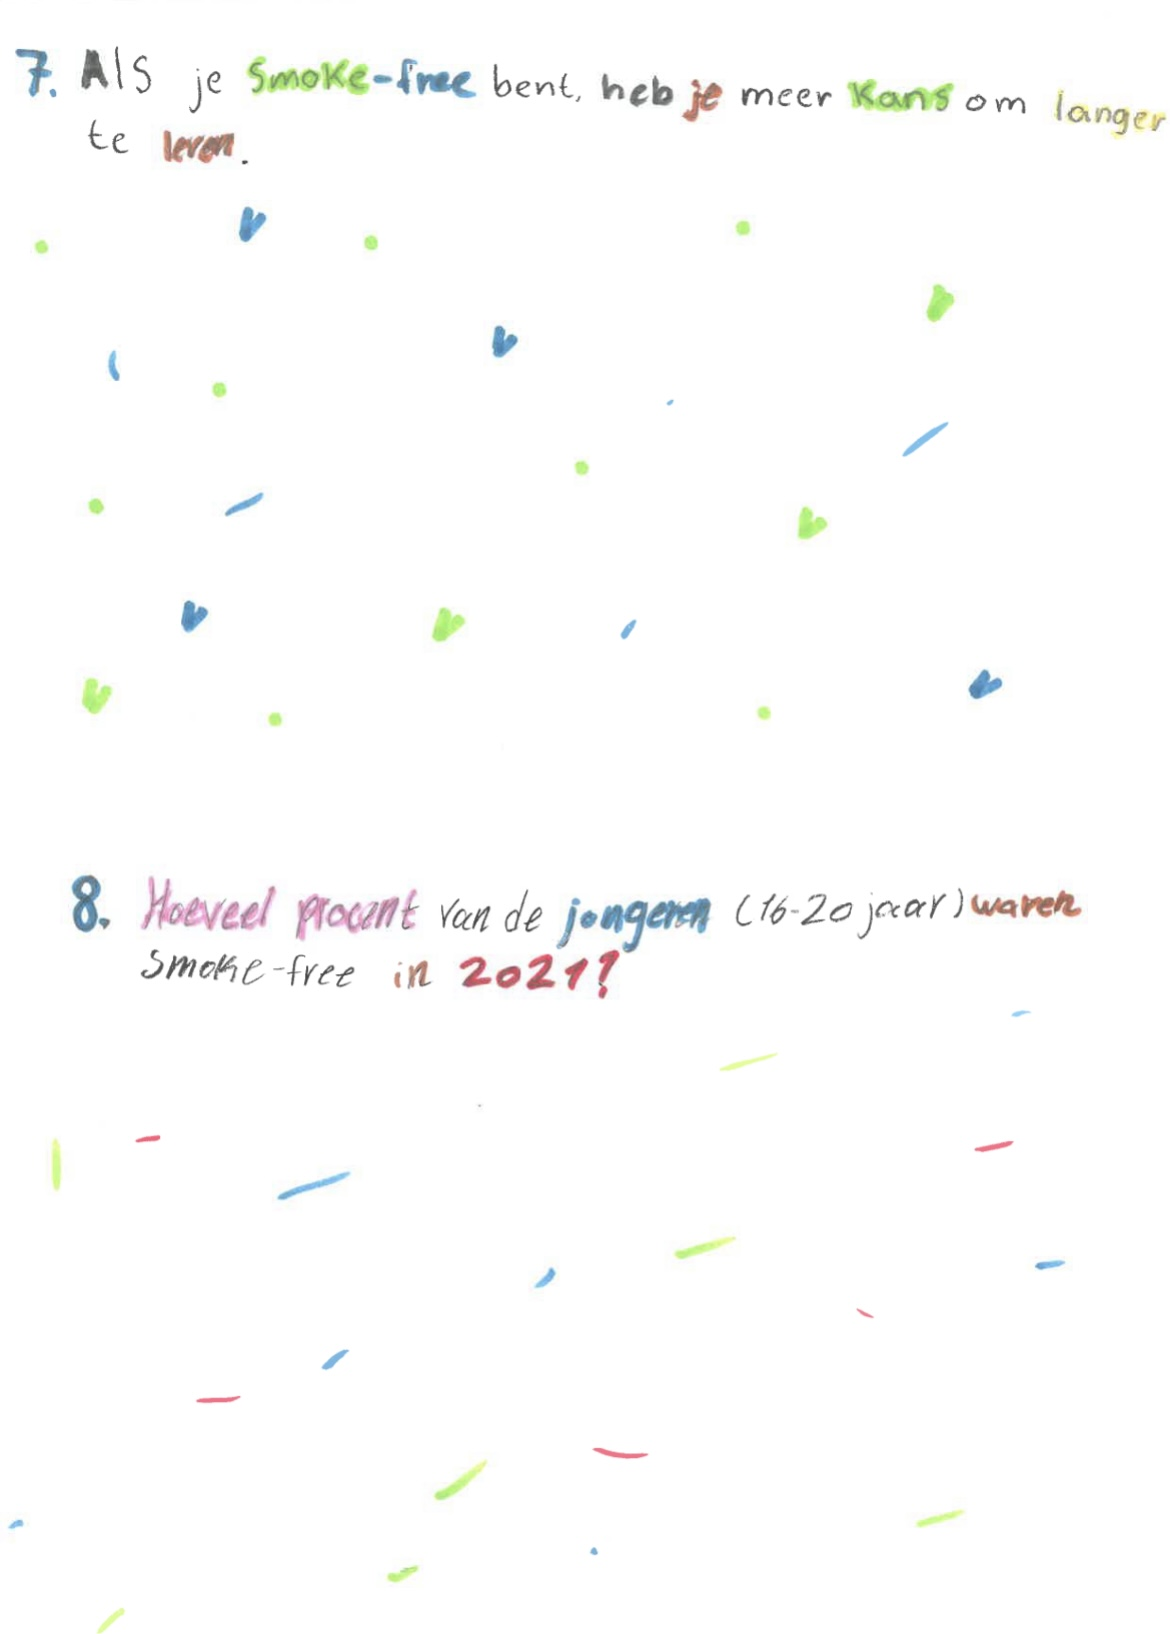 7. Als je smoke-free bent, heb je meer kans om langer
te leven.
8. Hoeveel procent van de jongeren (16-20 jaar) waren
smoke-free in 2021?